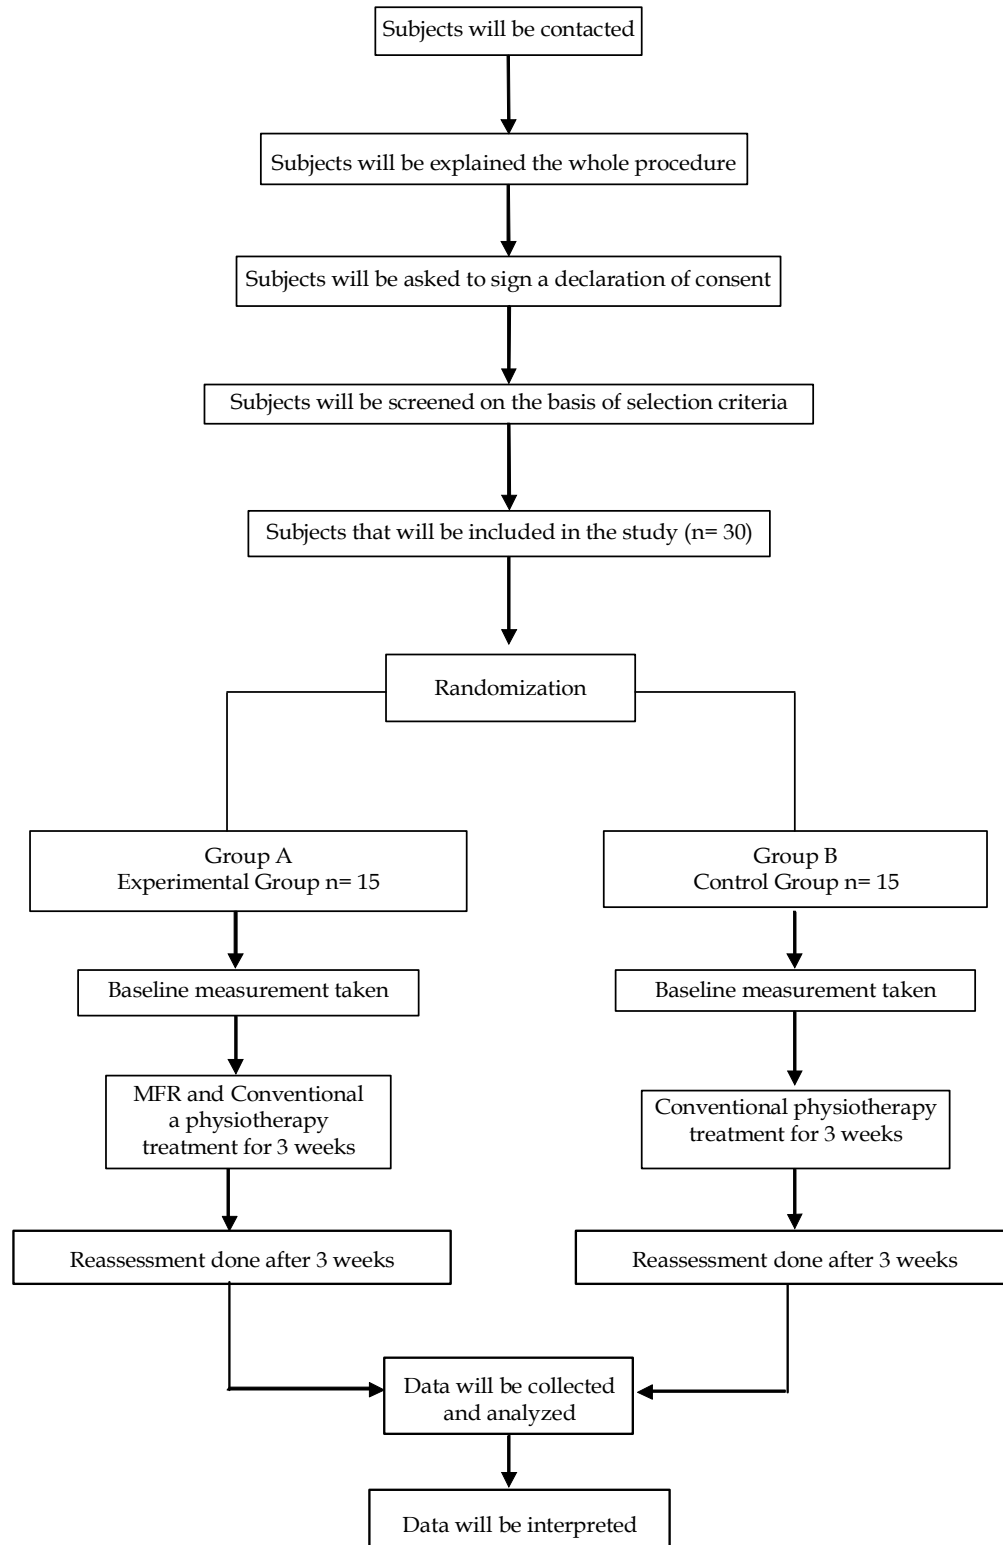 Subjects will be contacted
Subjects will be explained the whole procedure
Subjects will be asked to sign a declaration of consent
Subjects will be screened on the basis of selection criteria
Subjects that will be included in the study (n= 30)
Randomization
Group A
Experimental Group n= 15
Group B
Control Group n= 15
Baseline measurement taken
Baseline measurement taken
MFR and Conventional
a physiotherapy
treatment for 3 weeks
Conventional physiotherapy
treatment for 3 weeks
Reassessment done after 3 weeks
Reassessment done after 3 weeks
Data will be collected
and analyzed
Data will be interpreted